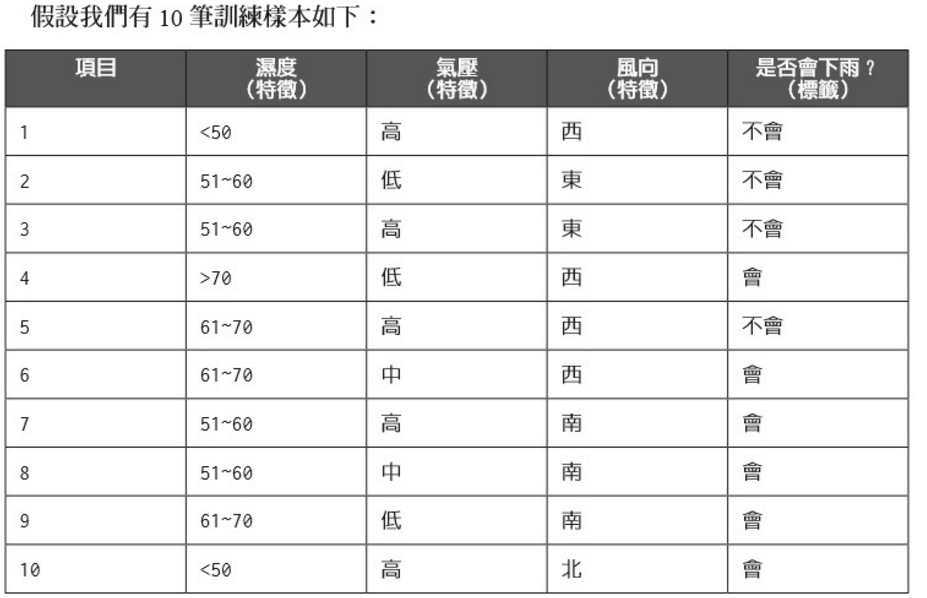 假設我們有 10 筆訓練樣本如下：
項目 濕度（特徵） 氣壓（特徵） 風向（特徵） 是否會下雨？（標籤）
1 <50 高 西 不會
2 51~60 低 東 不會
3 51~60 高 東 不會
4 >70 低 西 會
5 61~70 高 西 不會
6 61~70 中 西 會
7 51~60 高 南 會
8 51~60 中 南 會
9 61~70 低 南 會
10 <50 高 北 會